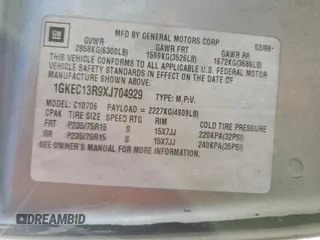 GM
MFD BY GENERAL MOTORS CORP 02/98
GVWR GAWR FRT GAWR RR
2858KG(6300LB) 1599KG(3526LB) 1672KG(3686LB)
THIS VEHICLE CONFORMS TO ALL APPLICABLE U.S. FEDERAL
MOTOR VEHICLE SAFETY STANDARDS IN
EFFECT ON THE DATE OF MANUFACTURE SHOWN ABOVE.
1GKEC13R9XJ704929 TYPE: M.P.V.
MODEL: C10706 PAYLOAD = 2227KG(4909LB)
CPAK TIRE SIZE SPEED RTG RIM COLD TIRE PRESSURE
FRT P235/75R15 S 15X7JJ 220KPA(32PSI)
RR P235/75R15 S 15X7JJ 240KPA(35PSI)
SEE OWNER'S MANUAL FOR MORE INFORMATION.
DREAMBID